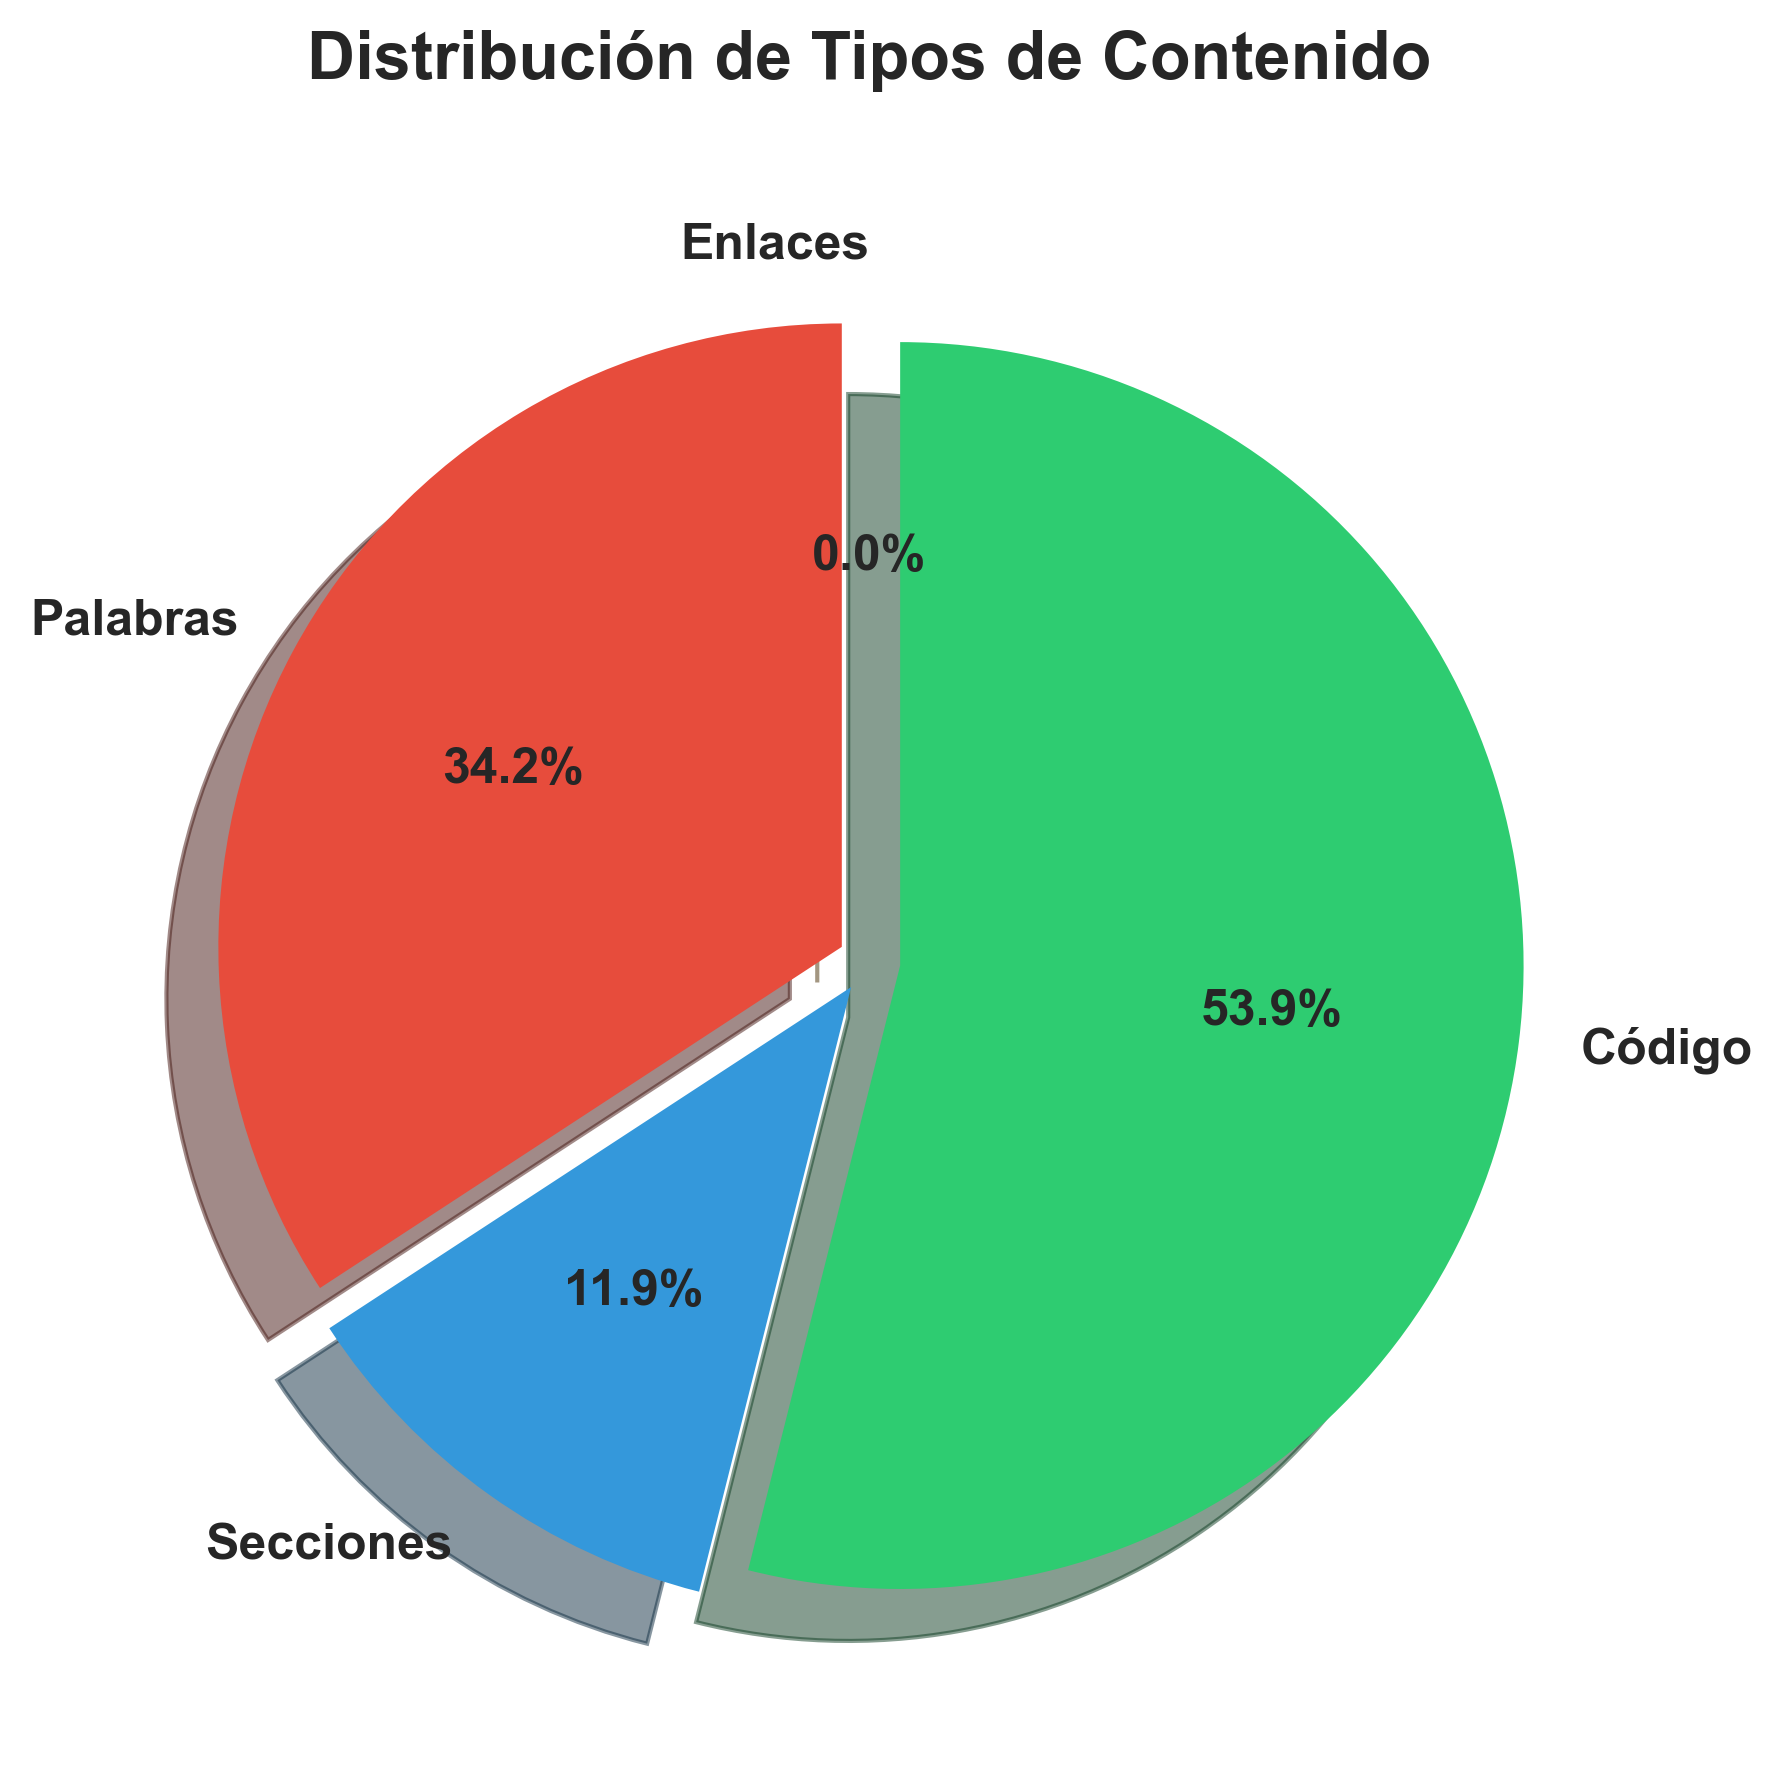 Distribución de Tipos de Contenido
Enlaces
0.0%
Palabras
34.2%
53.9%
Código
11.9%
Secciones